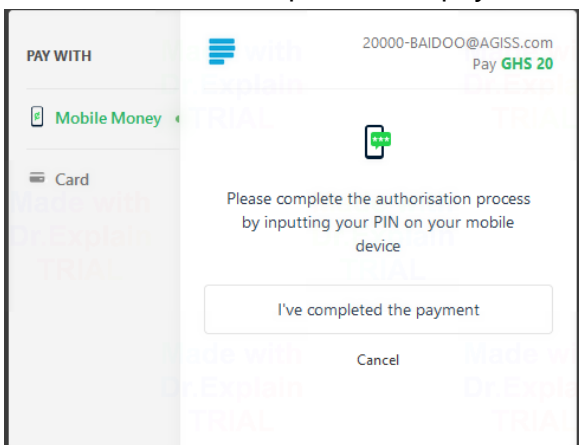 PAY WITH
20000-BAIDOO@AGISS.com
Pay GHS 20
Mobile Money
Card
Please complete the authorisation process
by inputting your PIN on your mobile
device
I've completed the payment
Cancel
Made with
Dr.Explain
TRIAL